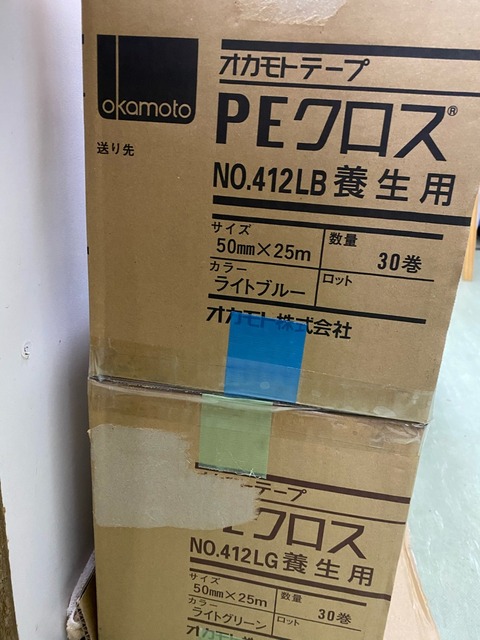 okamoto
オカモトテープ
PEクロス®
送り先
NO.412LB 養生用
サイズ
50mm×25m
数量
30巻
カラー
ライトブルー
ロット
オカモト株式会社
テープ
PEクロス
NO.412LG 養生用
サイズ
50mm×25m
数量
30巻
カラー
ライトグリーン
ロット